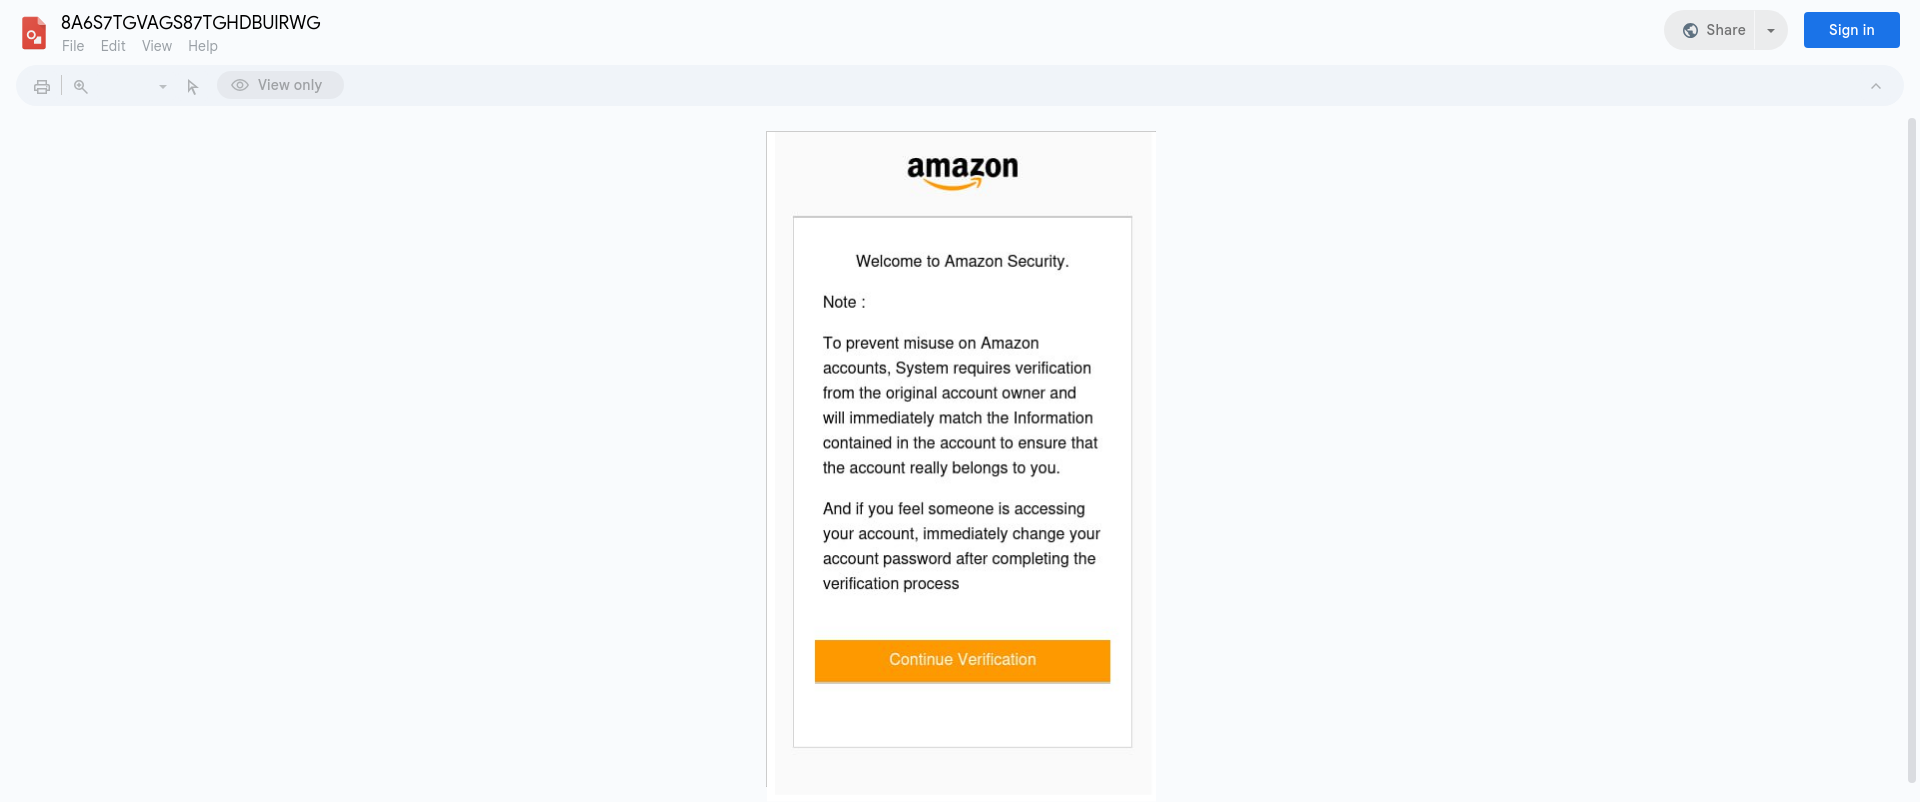 8A6S7TGVAGS87TGHDBUIRWG
File Edit View Help
Share
Sign in
View only
amazon
Welcome to Amazon Security.
Note :
To prevent misuse on Amazon
accounts, System requires verification
from the original account owner and
will immediately match the Information
contained in the account to ensure that
the account really belongs to you.
And if you feel someone is accessing
your account, immediately change your
account password after completing the
verification process
Continue Verification